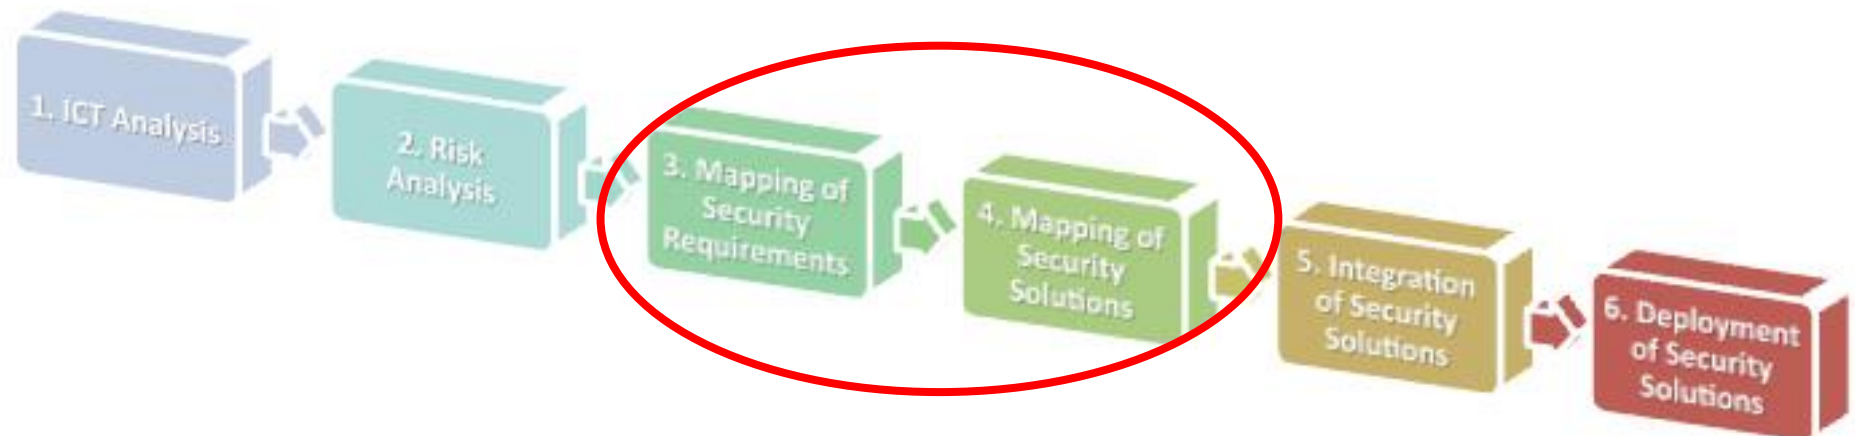 1. ICT Analysis
2. Risk
Analysis
3. Mapping of
Security
Requirements
4. Mapping of
Security
Solutions
5. Integration
of Security
Solutions
6. Deployment
of Security
Solutions